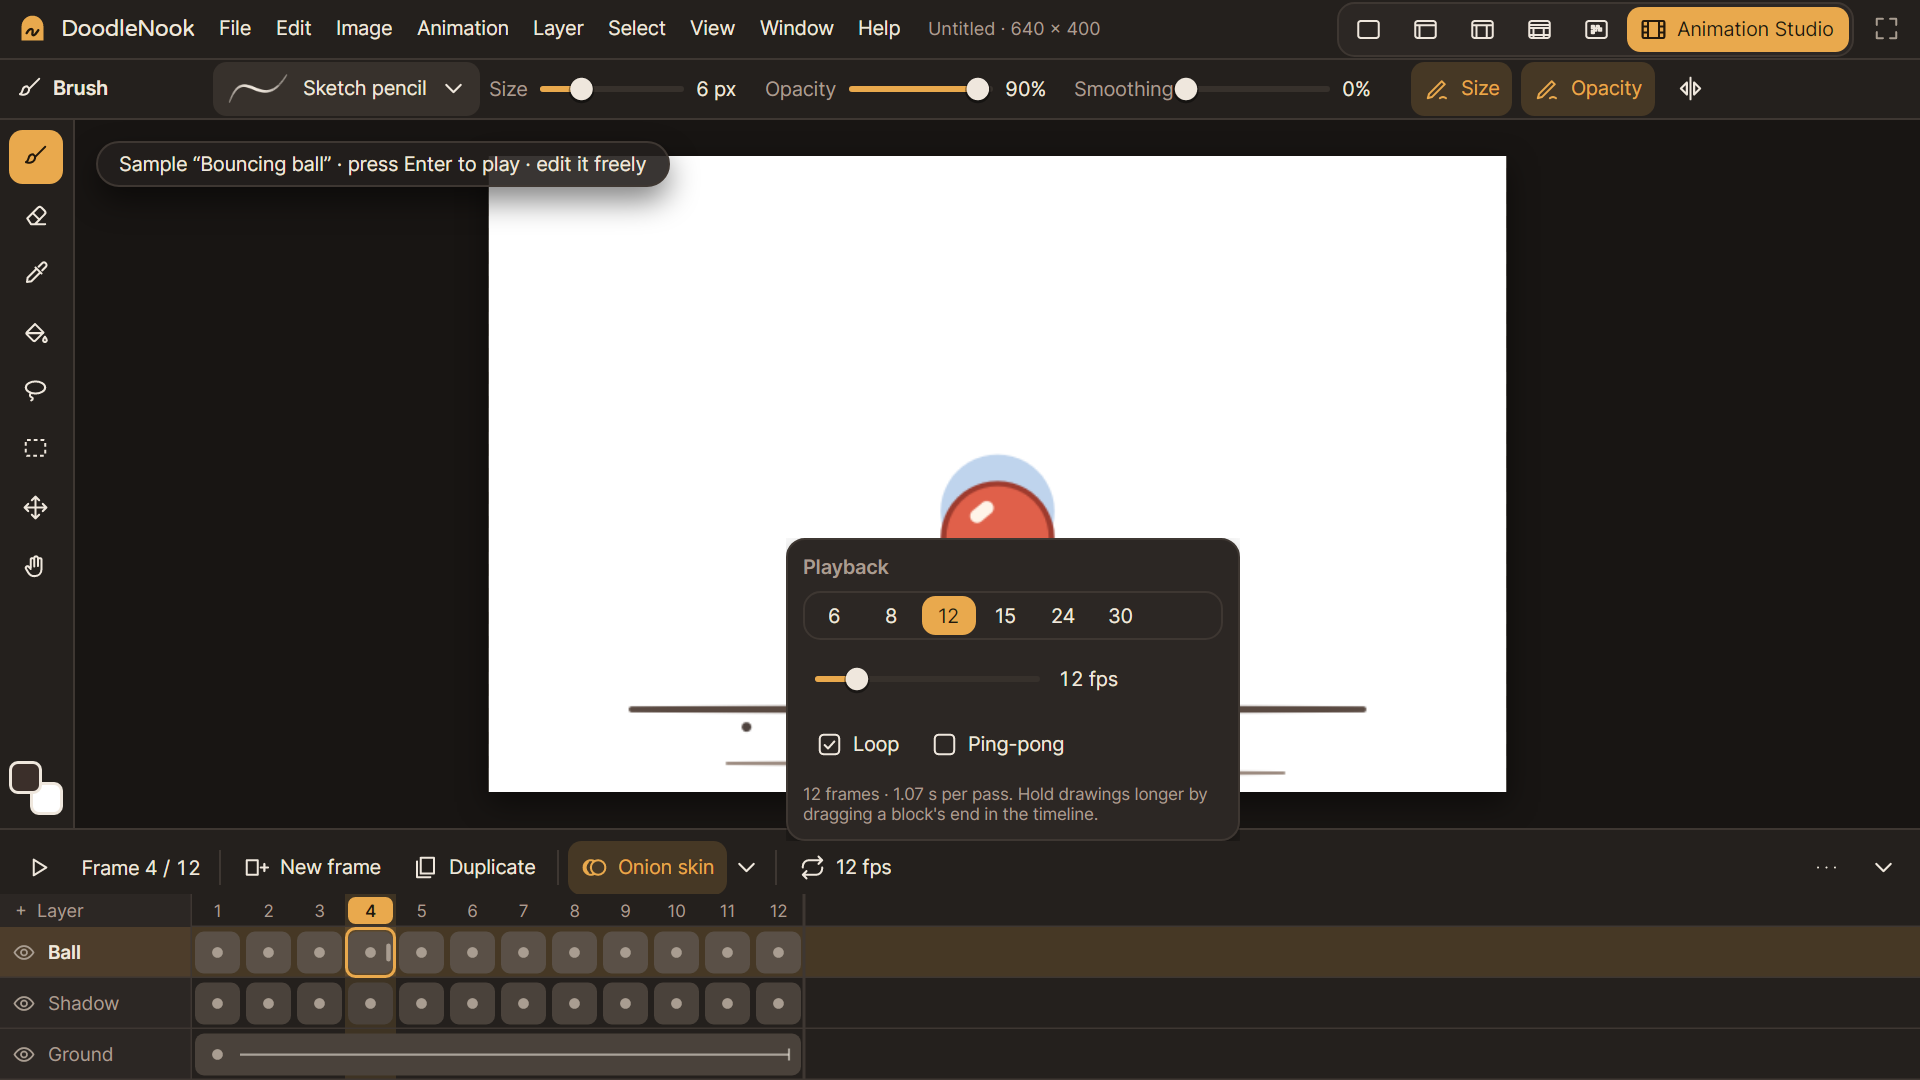 DoodleNook File Edit Image Animation Layer Select View Window Help Untitled · 640 × 400 Animation Studio
Brush Sketch pencil Size 6 px Opacity 90% Smoothing 0% Size Opacity
Sample “Bouncing ball” · press Enter to play · edit it freely
Playback
6 8 12 15 24 30
12 fps
Loop Ping-pong
12 frames · 1.07 s per pass. Hold drawings longer by
dragging a block's end in the timeline.
Frame 4 / 12 New frame Duplicate Onion skin 12 fps ···
+ Layer 1 2 3 4 5 6 7 8 9 10 11 12
Ball
Shadow
Ground